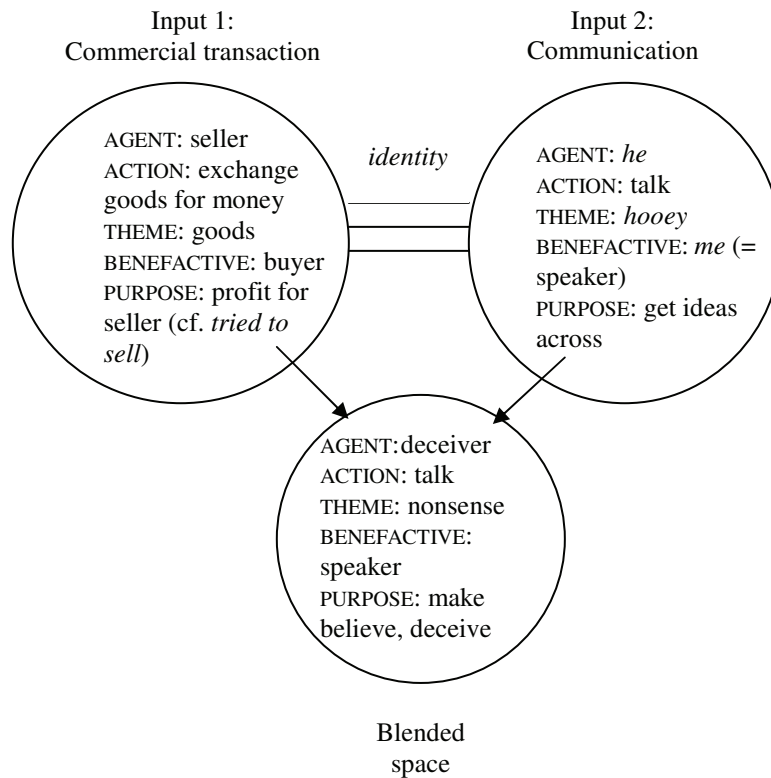 Input 1:
Commercial transaction
Input 2:
Communication
AGENT: seller
ACTION: exchange
goods for money
THEME: goods
BENEFACTIVE: buyer
PURPOSE: profit for
seller (cf. tried to
sell)
identity
AGENT: he
ACTION: talk
THEME: hooey
BENEFACTIVE: me (=
speaker)
PURPOSE: get ideas
across
AGENT:deceiver
ACTION: talk
THEME: nonsense
BENEFACTIVE:
speaker
PURPOSE: make
believe, deceive
Blended
space